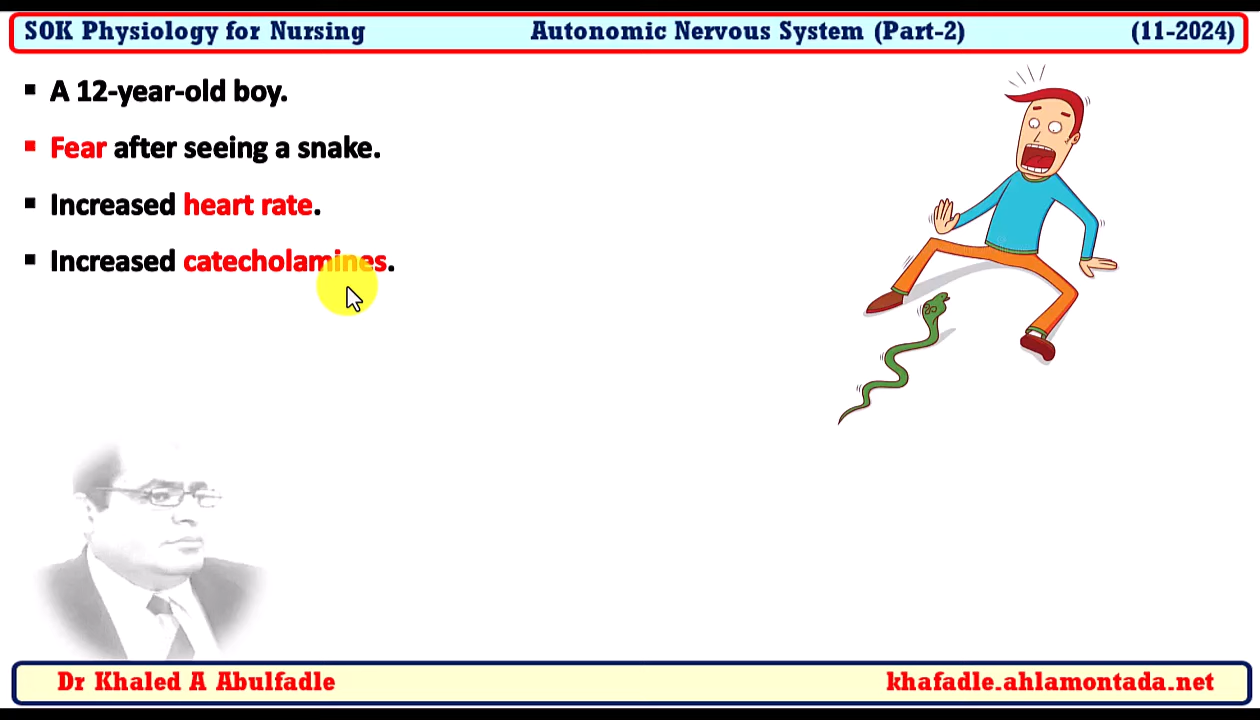 SOK Physiology for Nursing Autonomic Nervous System (Part-2) (11-2024)
▪ A 12-year-old boy.
▪ Fear after seeing a snake.
▪ Increased heart rate.
▪ Increased catecholamines.
Dr Khaled A Abulfadle khafadle.ahlamontada.net